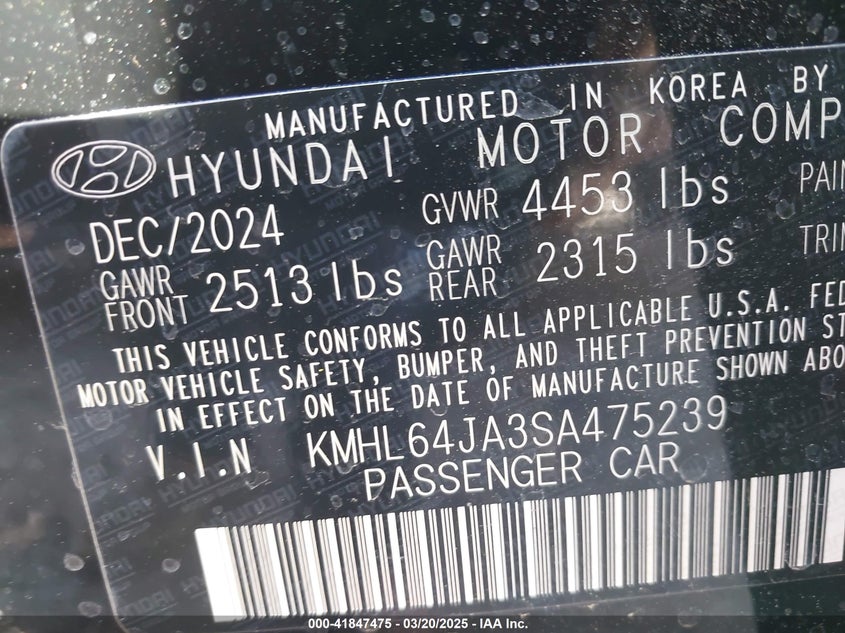 MANUFACTURED IN KOREA BY
HYUNDAI MOTOR COMP
DEC/2024 GVWR 4453 lbs PAIN
GAWR FRONT 2513 lbs GAWR REAR 2315 lbs TRIM
THIS VEHICLE CONFORMS TO ALL APPLICABLE U.S.A. FED
MOTOR VEHICLE SAFETY, BUMPER, AND THEFT PREVENTION ST
IN EFFECT ON THE DATE OF MANUFACTURE SHOWN ABO
V.I.N KMHL64JA3SA475239
PASSENGER CAR
000-41847475 — 03/20/2025 — IAA Inc.